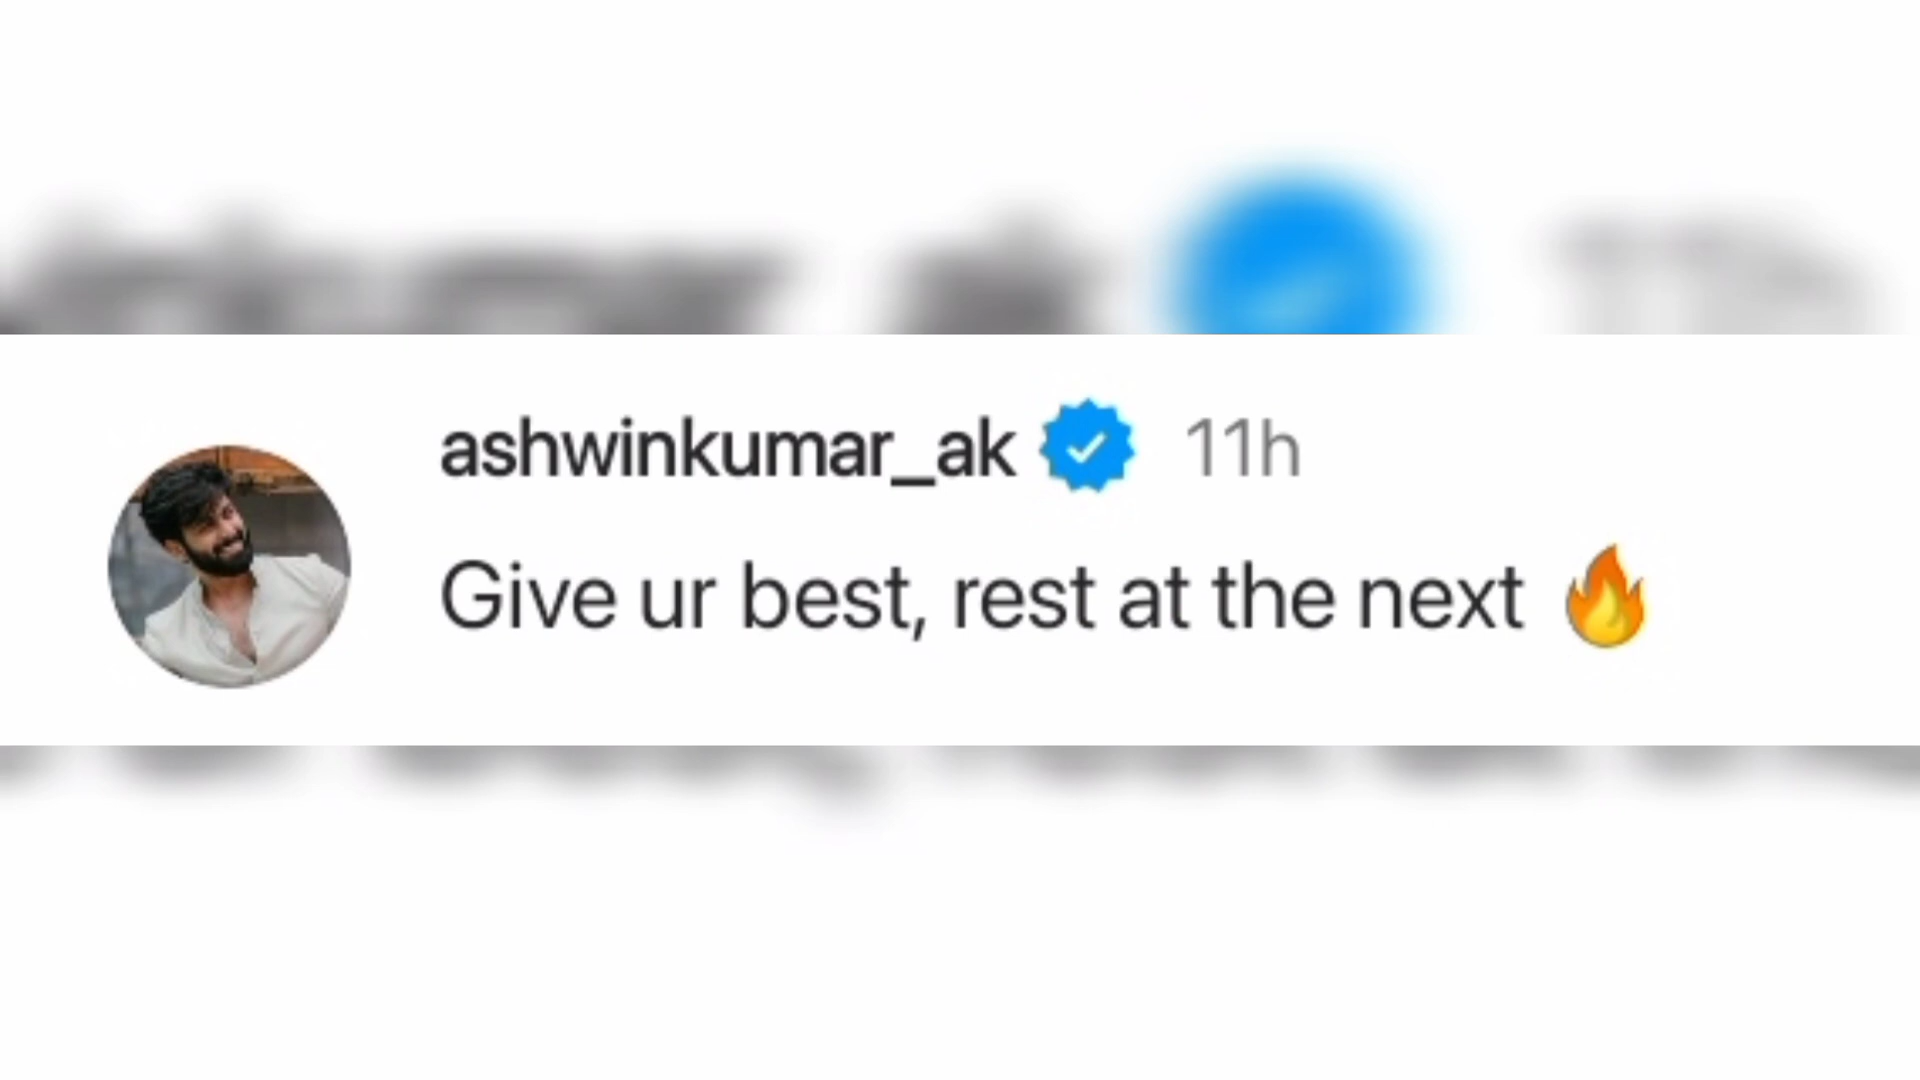 ashwinkumar_ak 11h
Give ur best, rest at the next 🔥